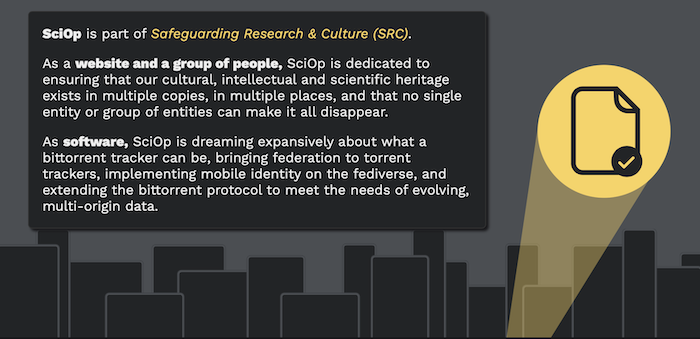 SciOp is part of Safeguarding Research & Culture (SRC).
As a website and a group of people, SciOp is dedicated to
ensuring that our cultural, intellectual and scientific heritage
exists in multiple copies, in multiple places, and that no single
entity or group of entities can make it all disappear.
As software, SciOp is dreaming expansively about what a
bittorrent tracker can be, bringing federation to torrent
trackers, implementing mobile identity on the fediverse, and
extending the bittorrent protocol to meet the needs of evolving,
multi-origin data.